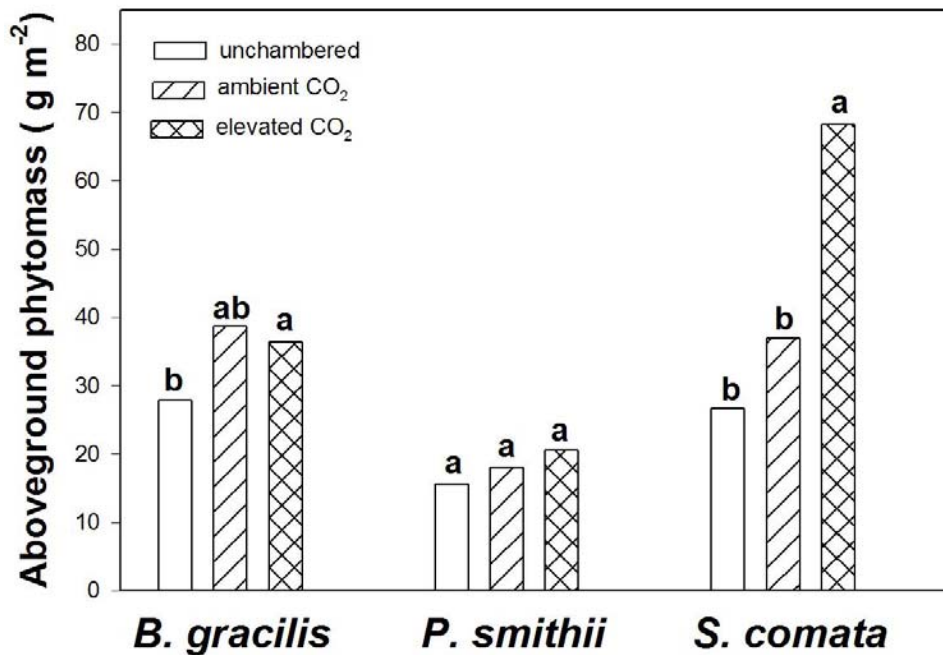 Aboveground phytomass ( g m⁻²)
80
70
60
50
40
30
20
10
0
unchambered
ambient CO₂
elevated CO₂
b
ab
a
a
a
a
b
b
a
B. gracilis
P. smithii
S. comata